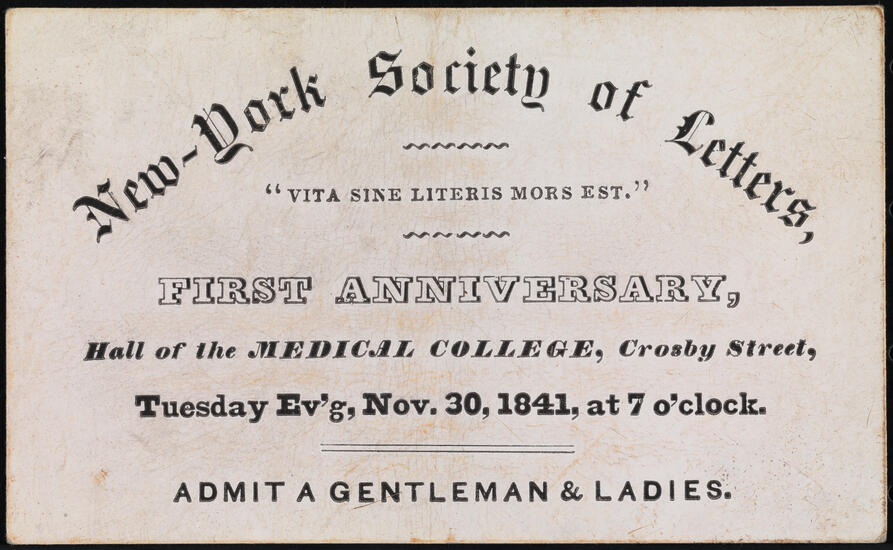 New-York Society of Letters,
"VITA SINE LITERIS MORS EST."
FIRST ANNIVERSARY,
Hall of the MEDICAL COLLEGE, Crosby Street,
Tuesday Ev'g, Nov. 30, 1841, at 7 o'clock.
ADMIT A GENTLEMAN & LADIES.